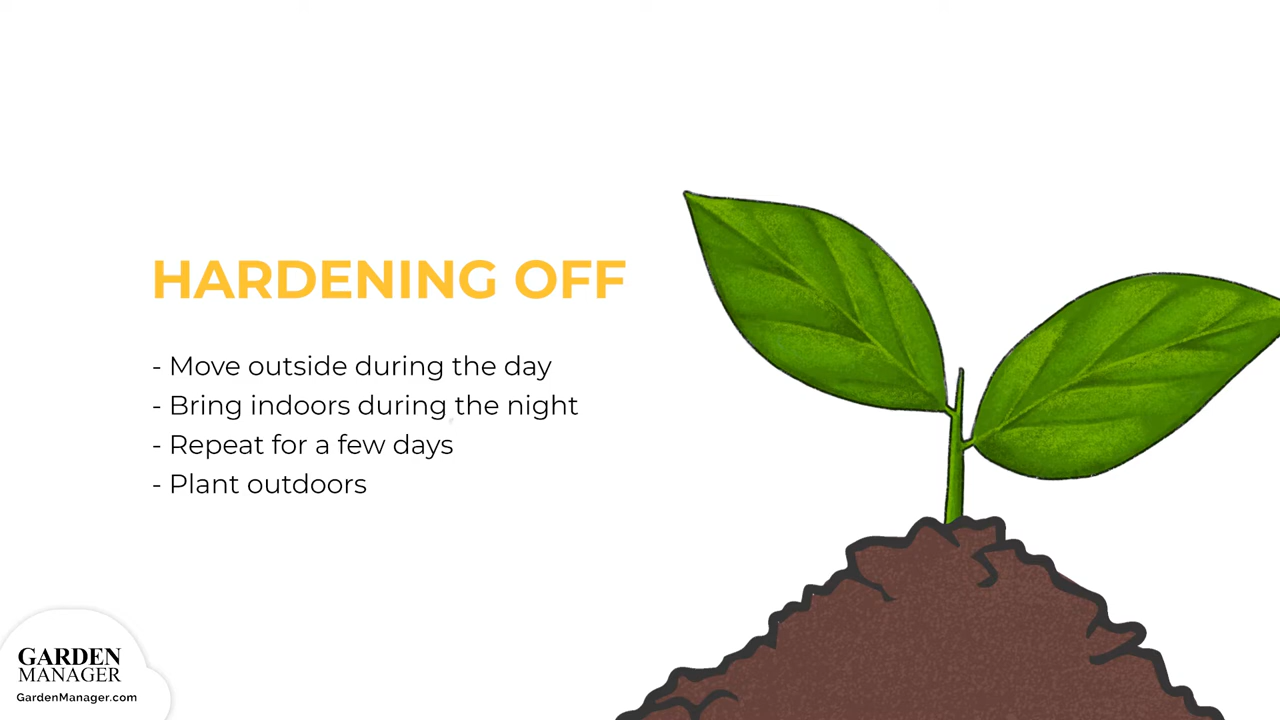 HARDENING OFF
- Move outside during the day
- Bring indoors during the night
- Repeat for a few days
- Plant outdoors
GARDEN
MANAGER
GardenManager.com